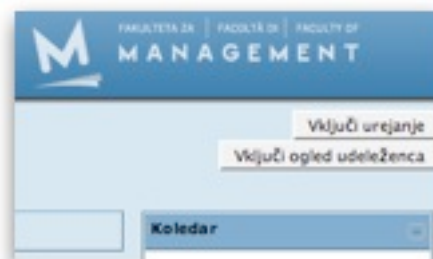 FAKULTETA ZA | FACOLTÀ DI | FACULTY OF
MANAGEMENT
Vključi urejanje
Vključi ogled udeleženca
Koledar